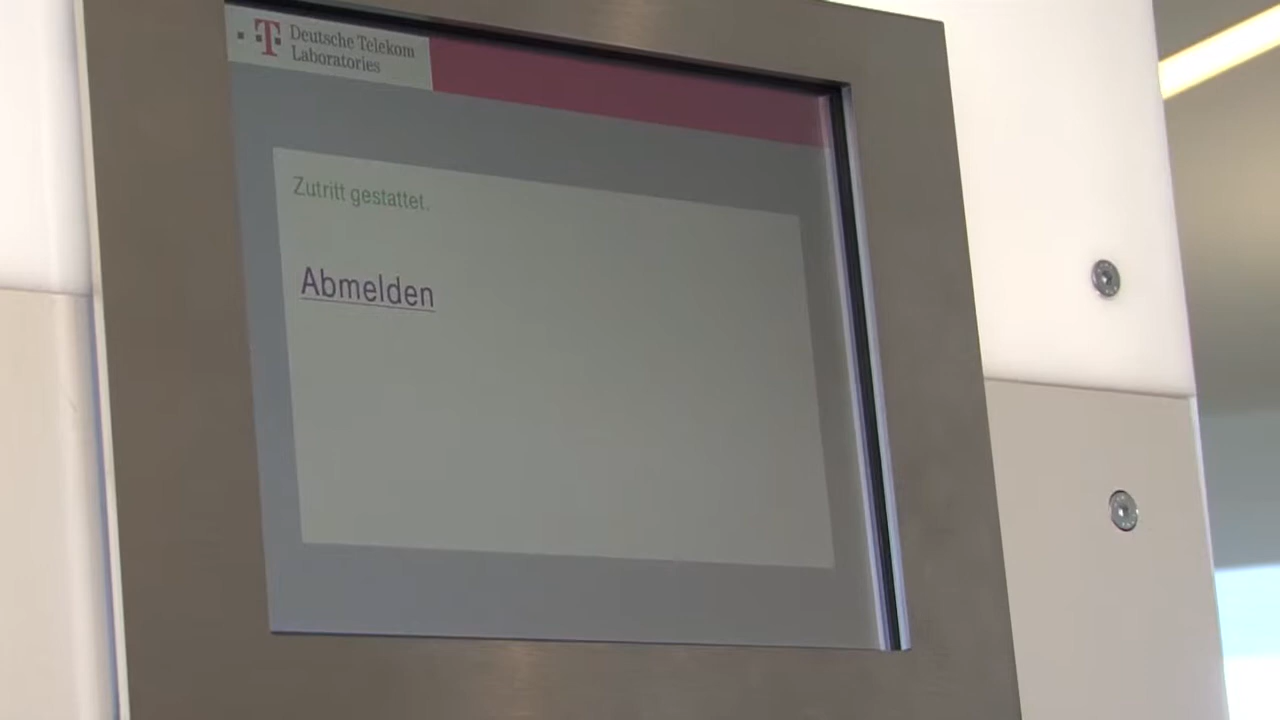 Deutsche Telekom
Laboratories
Zutritt gestattet.
Abmelden